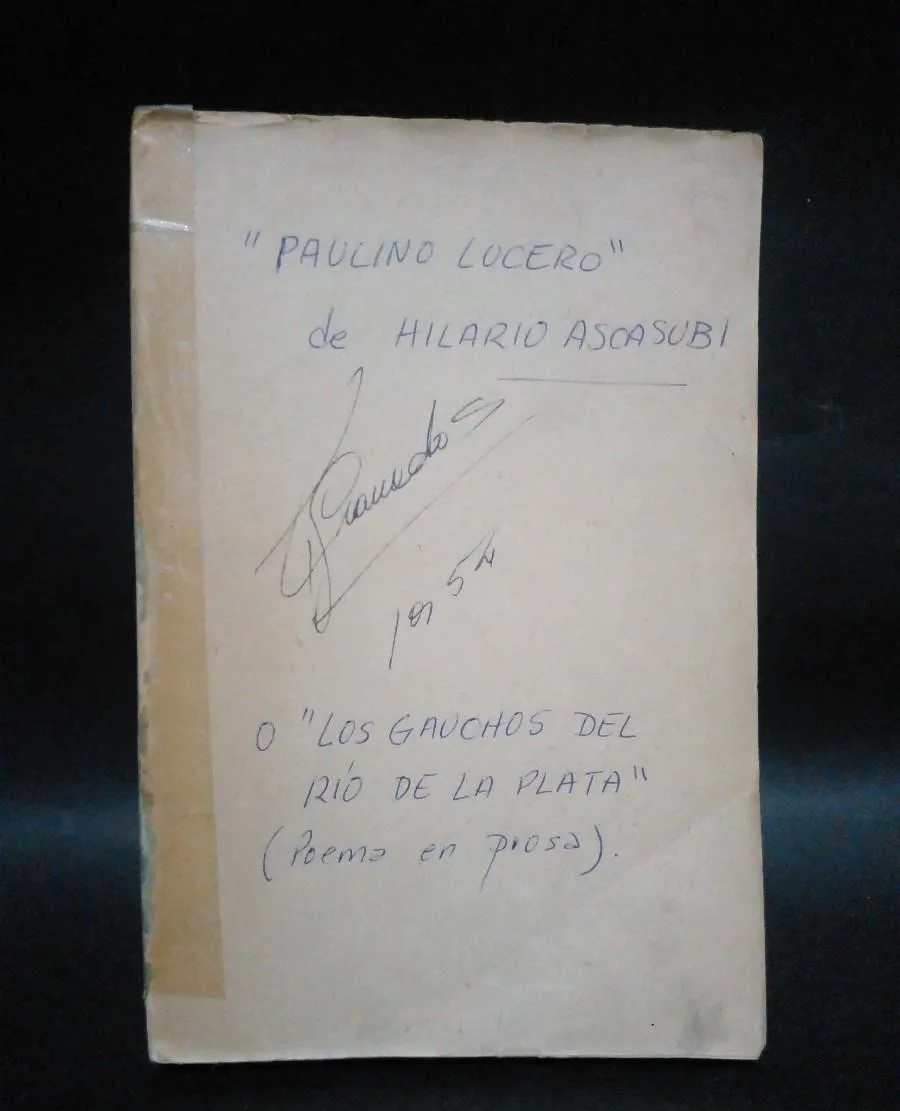 "PAULINO LUCERO"
de HILARIO ASCASUBI
1954
O "LOS GAUCHOS DEL
RÍO DE LA PLATA"
(Poema en prosa).